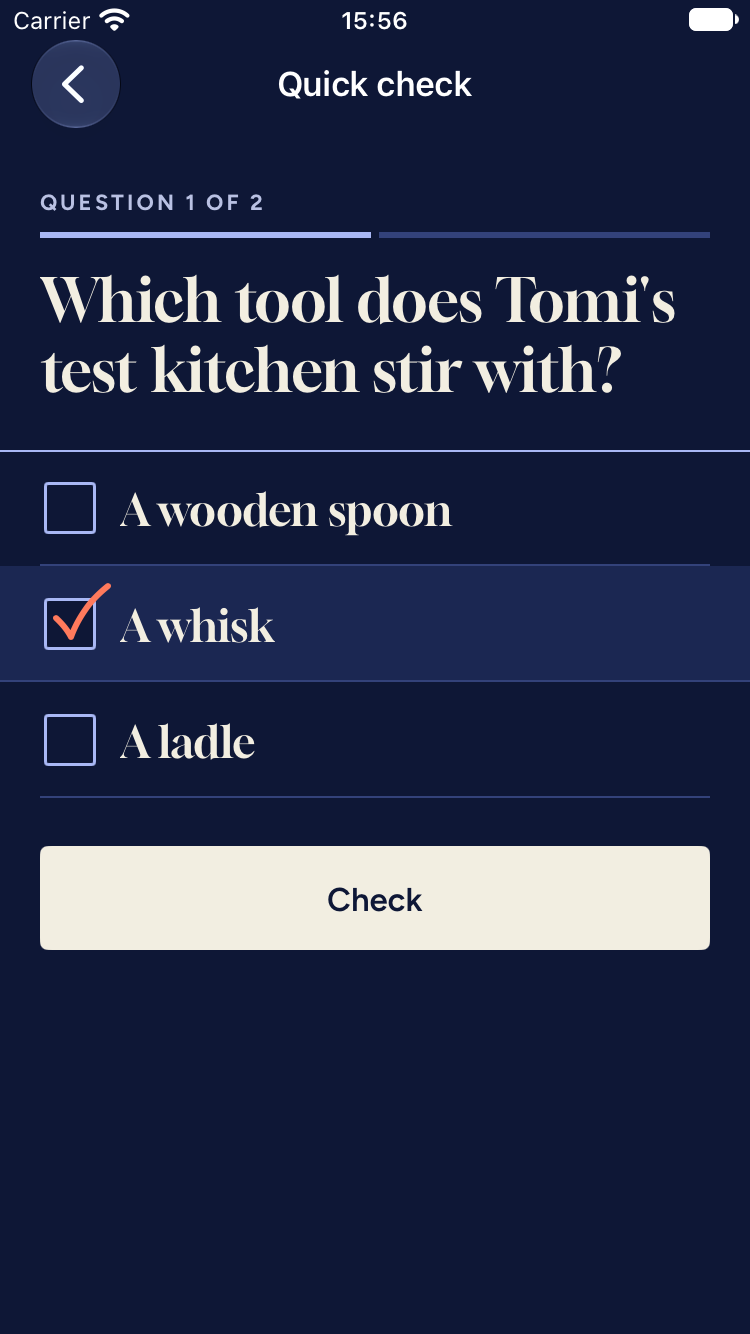 Carrier
15:56
Quick check
QUESTION 1 OF 2
Which tool does Tomi's
test kitchen stir with?
A wooden spoon
A whisk
A ladle
Check